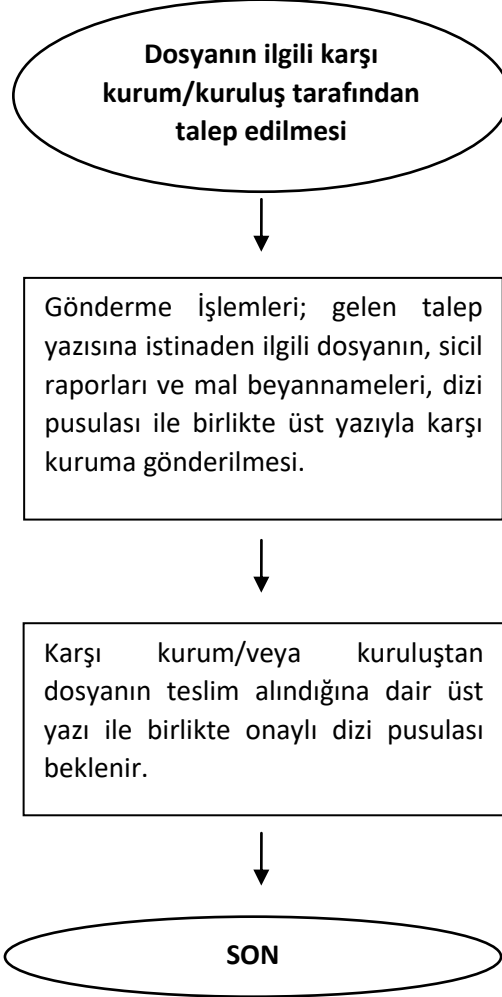 Dosyanın ilgili karşı
kurum/kuruluş tarafından
talep edilmesi
Gönderme İşlemleri; gelen talep
yazısına istinaden ilgili dosyanın, sicil
raporları ve mal beyannameleri, dizi
pusulası ile birlikte üst yazıyla karşı
kuruma gönderilmesi.
Karşı kurum/veya kuruluştan
dosyanın teslim alındığına dair üst
yazı ile birlikte onaylı dizi pusulası
beklenir.
SON